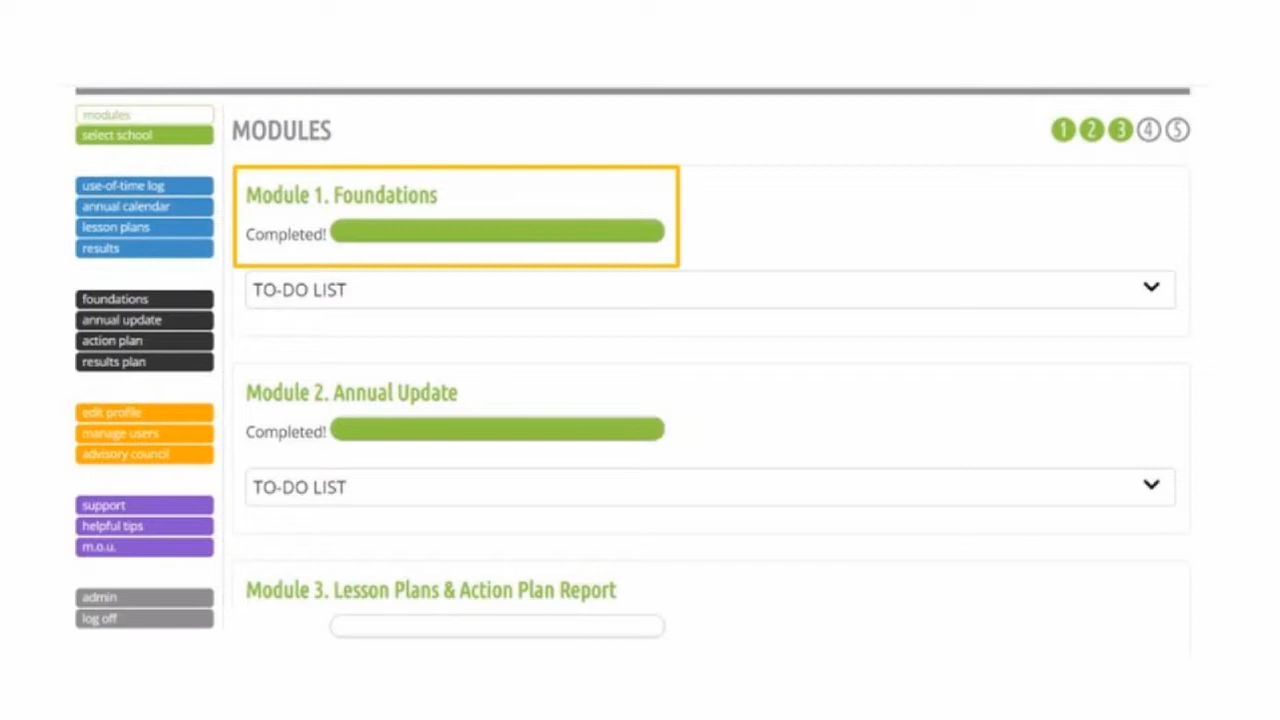 modules
select school
use-of-time log
annual calendar
lesson plans
results
foundations
annual update
action plan
results plan
edit profile
manage users
advisory council
support
helpful tips
m.o.u.
admin
log off
MODULES
1 2 3 4 5
Module 1. Foundations
Completed!
TO-DO LIST
Module 2. Annual Update
Completed!
TO-DO LIST
Module 3. Lesson Plans & Action Plan Report